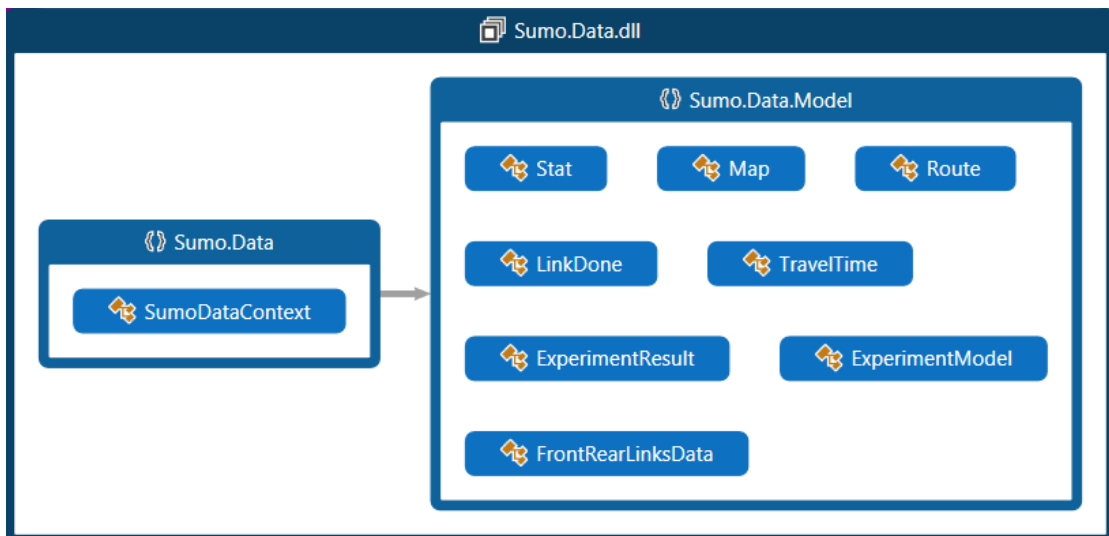 Sumo.Data.dll
Sumo.Data.Model
Stat Map Route
Sumo.Data
LinkDone TravelTime
SumoDataContext
ExperimentResult ExperimentModel
FrontRearLinksData